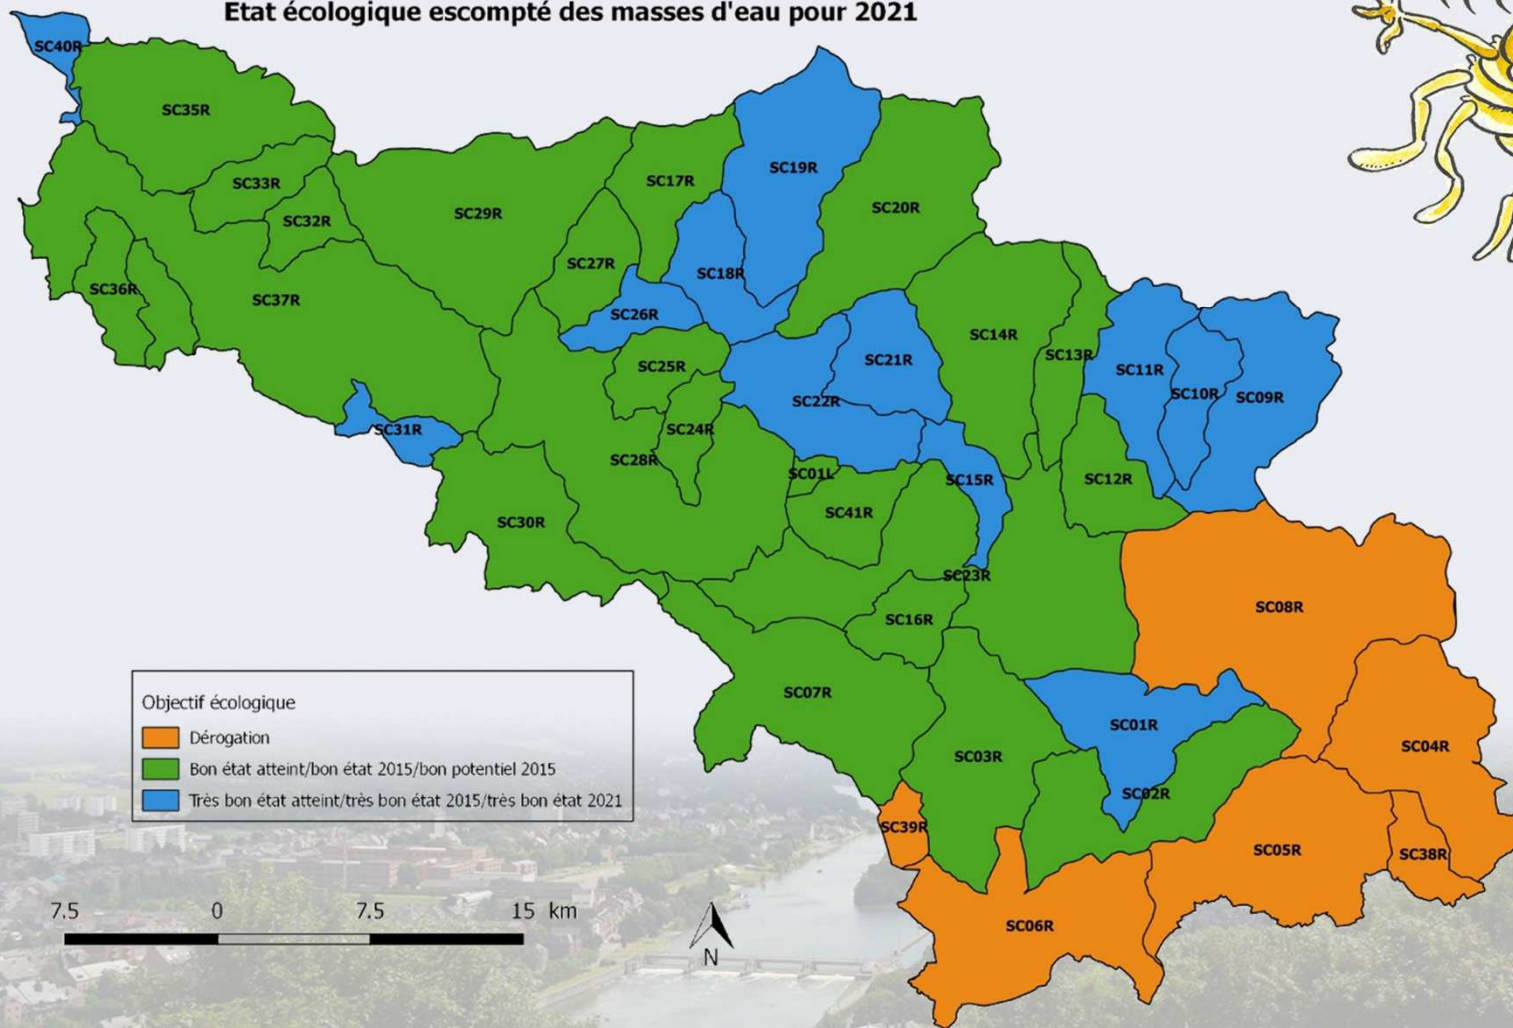 Etat écologique escompté des masses d'eau pour 2021
SC40R
SC35R
SC19R
SC33R
SC17R
SC32R
SC29R
SC20R
SC27R
SC18R
SC36R
SC37R
SC26R
SC14R
SC13R
SC25R
SC21R
SC11R
SC10R
SC09R
SC22R
SC31R
SC24R
SC28R
SC01L
SC15R
SC12R
SC30R
SC41R
SC23R
SC08R
SC16R
SC07R
SC01R
SC04R
SC03R
SC02R
SC39R
SC05R
SC38R
SC06R
Objectif écologique
Dérogation
Bon état atteint/bon état 2015/bon potentiel 2015
Très bon état atteint/très bon état 2015/très bon état 2021
7.5 0 7.5 15 km
N